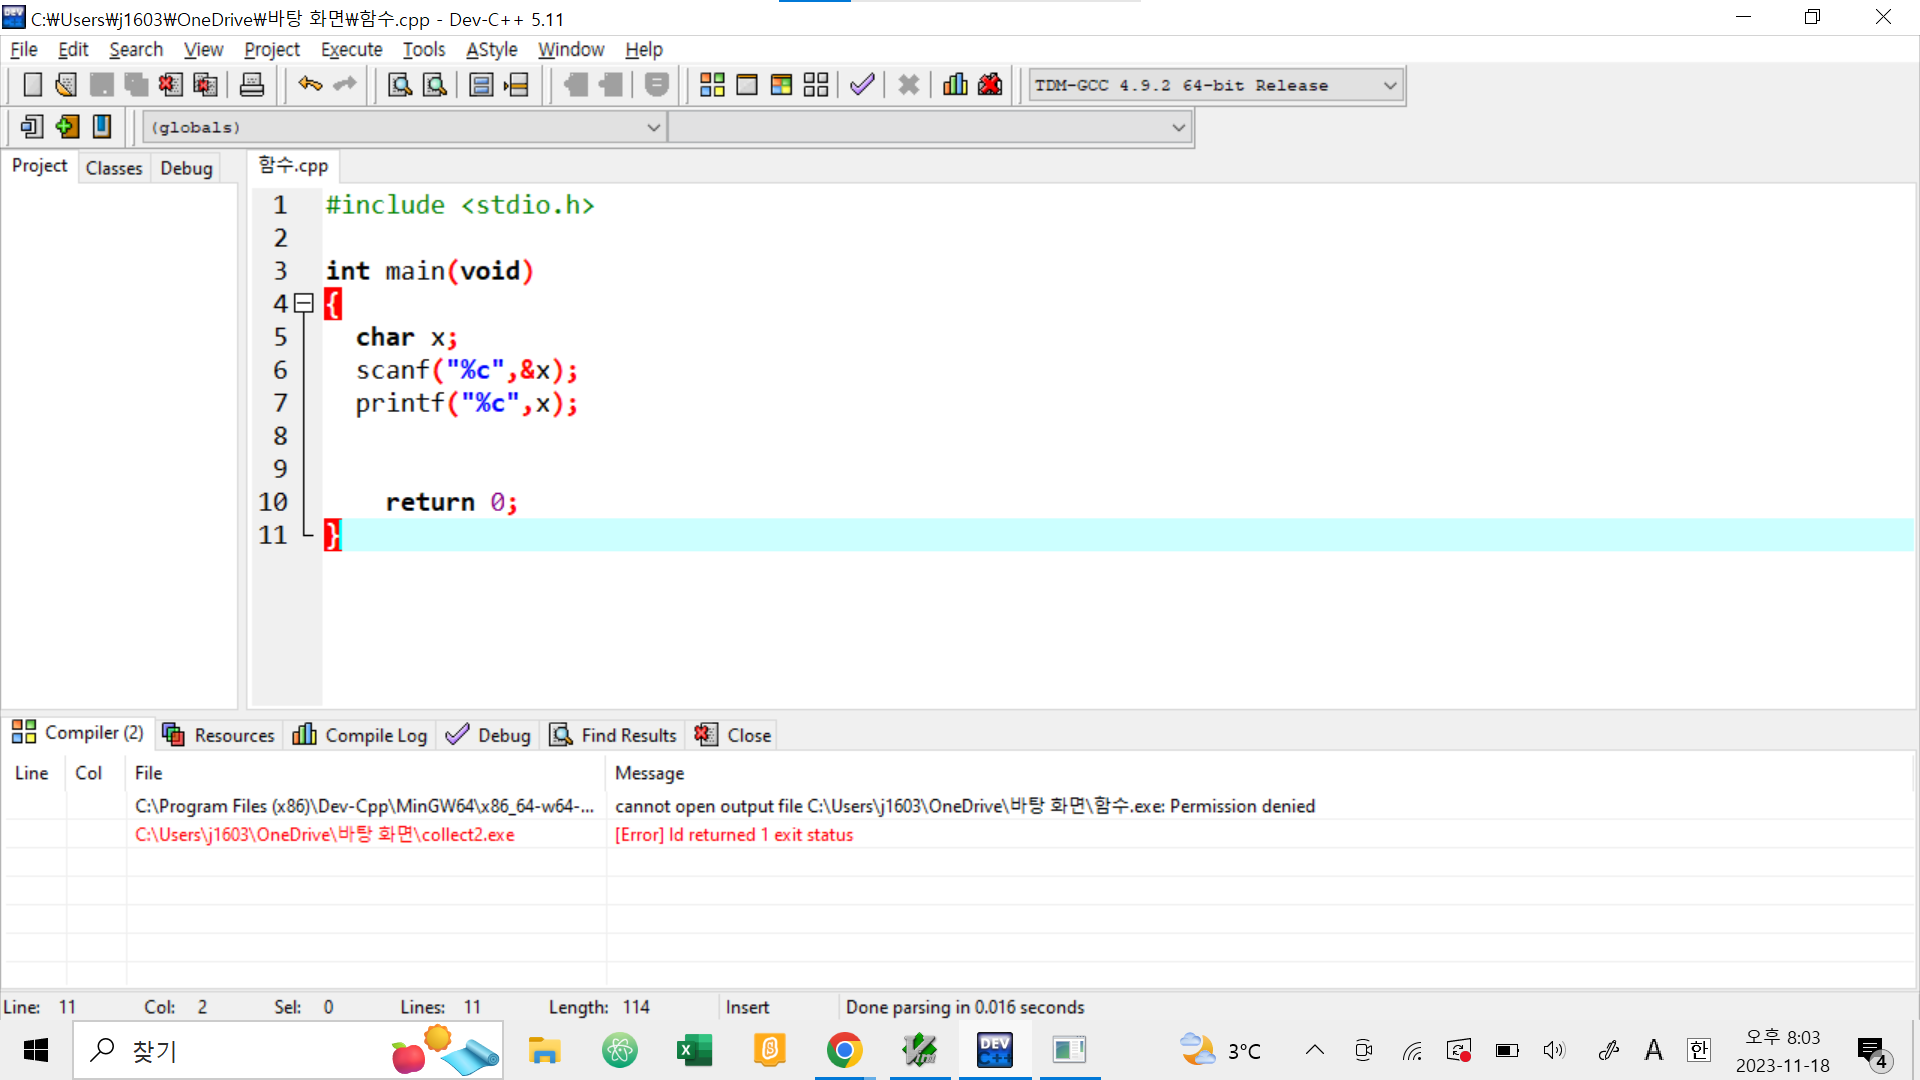 C:₩Users₩j1603₩OneDrive₩바탕 화면₩함수.cpp - Dev-C++ 5.11
File Edit Search View Project Execute Tools AStyle Window Help
TDM-GCC 4.9.2 64-bit Release
(globals)
Project Classes Debug
함수.cpp
1 #include <stdio.h>
2
3 int main(void)
4 {
5 char x;
6 scanf("%c",&x);
7 printf("%c",x);
8
9
10 return 0;
11 }
Compiler (2) Resources Compile Log Debug Find Results Close
Line Col File Message
C:\Program Files (x86)\Dev-Cpp\MinGW64\x86_64-w64-... cannot open output file C:\Users\j1603\OneDrive\바탕 화면\함수.exe: Permission denied
C:\Users\j1603\OneDrive\바탕 화면\collect2.exe [Error] ld returned 1 exit status
Line: 11 Col: 2 Sel: 0 Lines: 11 Length: 114 Insert Done parsing in 0.016 seconds
찾기
DEV C++
3°C
A
한
오후 8:03
2023-11-18
4